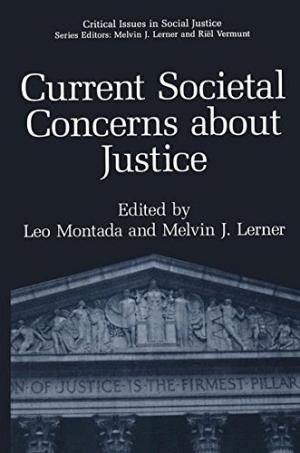 Critical Issues in Social Justice
Series Editors: Melvin J. Lerner and Riël Vermunt
Current Societal
Concerns about
Justice
Edited by
Leo Montada and Melvin J. Lerner
ON OF JUSTICE IS THE FIRMEST PILLAR